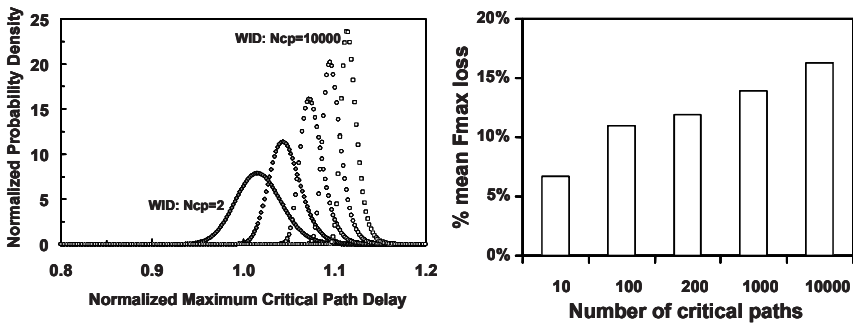 Normalized Probability Density
25
20
15
10
5
0
WID: Ncp=10000
WID: Ncp=2
0.8 0.9 1.0 1.1 1.2
Normalized Maximum Critical Path Delay
% mean Fmax loss
20%
15%
10%
5%
0%
10 100 200 1000 10000
Number of critical paths